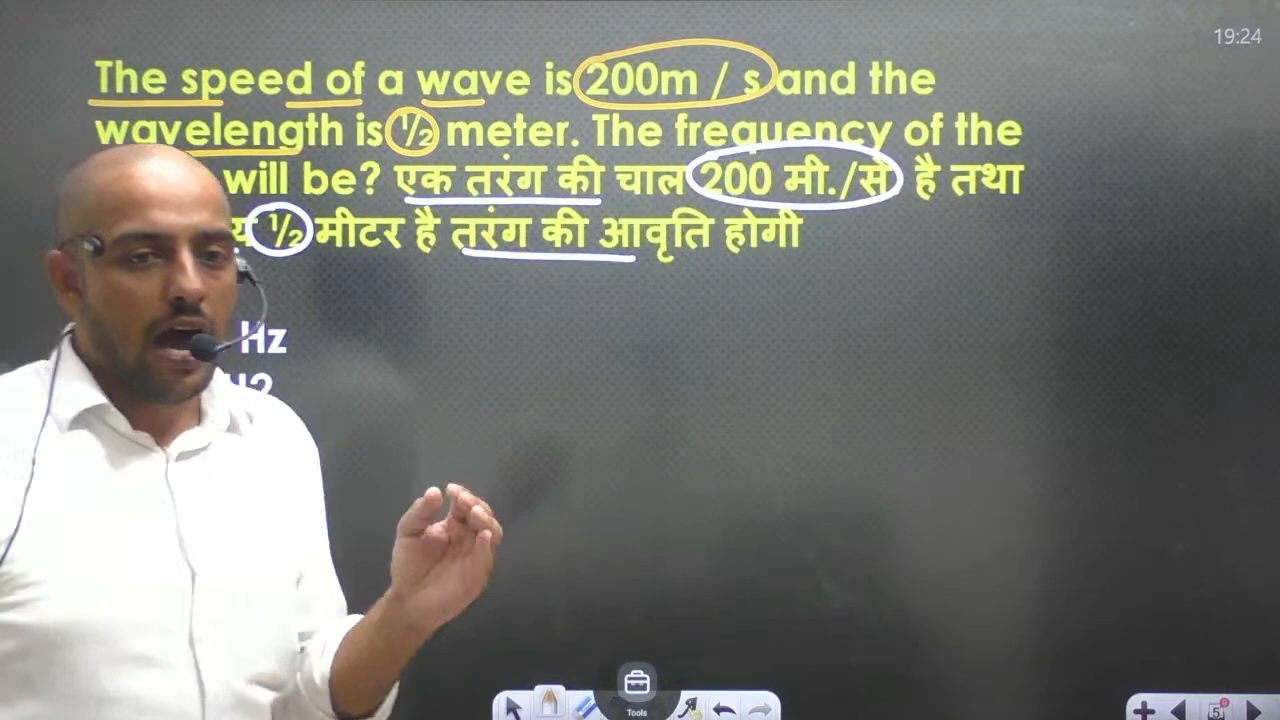 19:24
The speed of a wave is 200m / s and the
wavelength is ½ meter. The frequency of the
will be? एक तरंग की चाल 200 मी./से है तथा
½ मीटर है तरंग की आवृति होगी
Hz
Tools